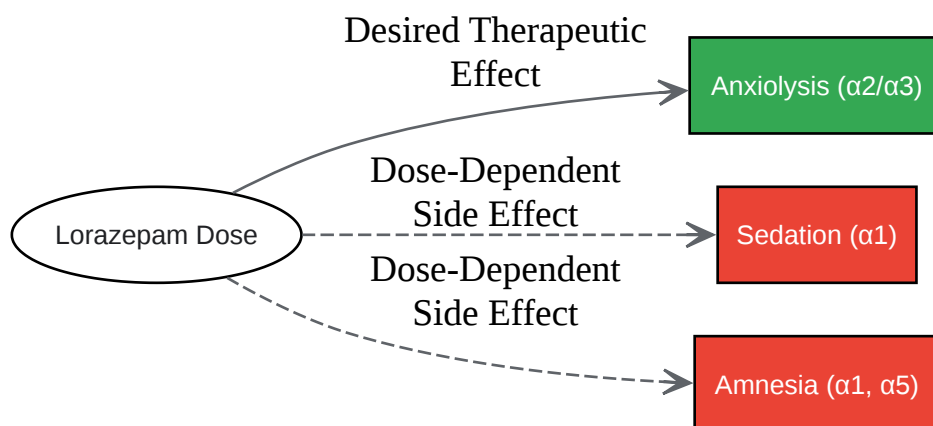 Desired Therapeutic
Effect
Anxiolysis (α2/α3)
Dose-Dependent
Side Effect
Lorazepam Dose
Sedation (α1)
Dose-Dependent
Side Effect
Amnesia (α1, α5)